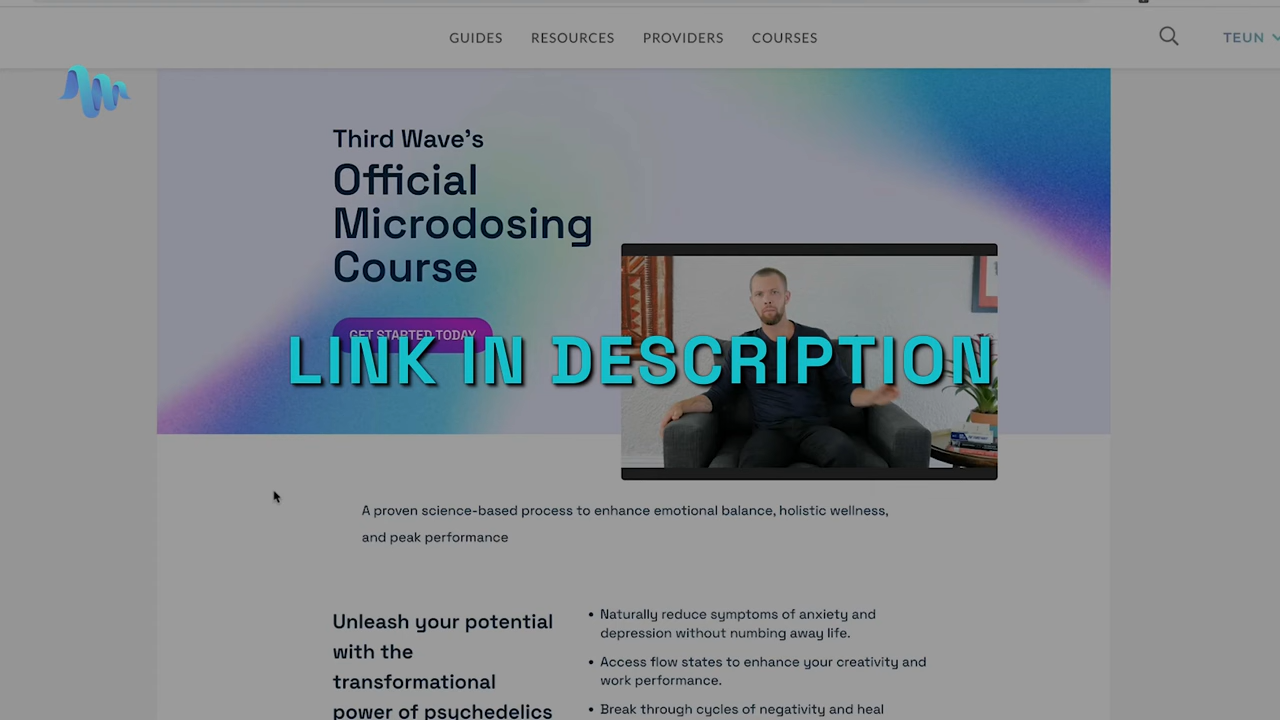 GUIDES RESOURCES PROVIDERS COURSES
TEUN
Third Wave's
Official
Microdosing
Course
GET STARTED TODAY
LINK IN DESCRIPTION
A proven science-based process to enhance emotional balance, holistic wellness,
and peak performance
Unleash your potential
with the
transformational
power of psychedelics
• Naturally reduce symptoms of anxiety and
depression without numbing away life.
• Access flow states to enhance your creativity and
work performance.
• Break through cycles of negativity and heal